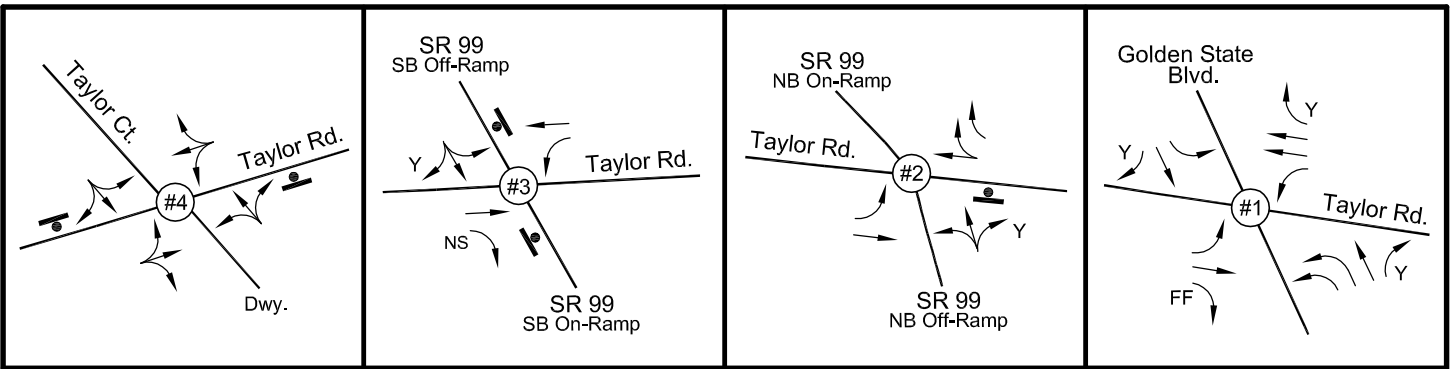 Taylor Ct.
Taylor Rd.
#4
Dwy.
SR 99
SB Off-Ramp
Y
Taylor Rd.
#3
NS
SR 99
SB On-Ramp
SR 99
NB On-Ramp
Taylor Rd.
#2
Y
SR 99
NB Off-Ramp
Golden State
Blvd.
Y
Y
#1
Taylor Rd.
Y
FF